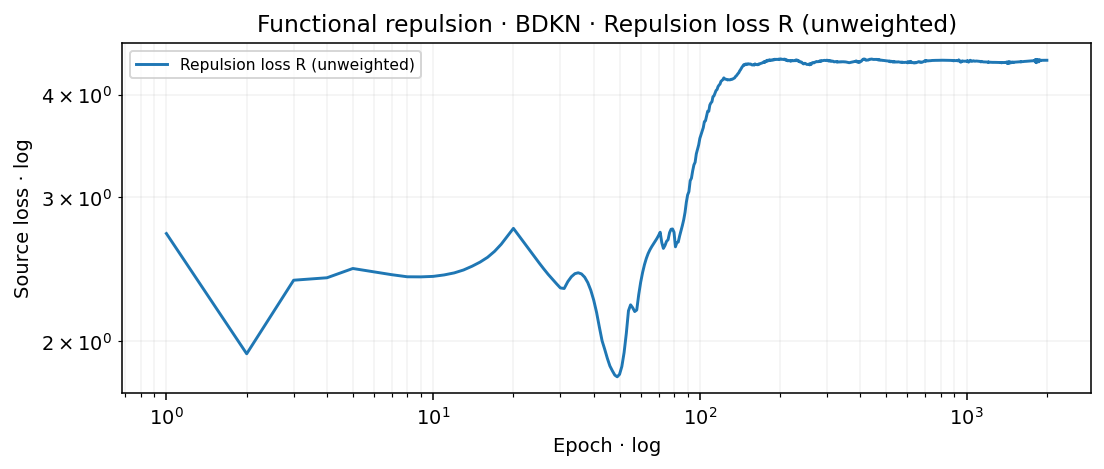 Functional repulsion · BDKN · Repulsion loss R (unweighted)
Repulsion loss R (unweighted)
Source loss · log
4 × 10⁰
3 × 10⁰
2 × 10⁰
10⁰ 10¹ 10² 10³
Epoch · log